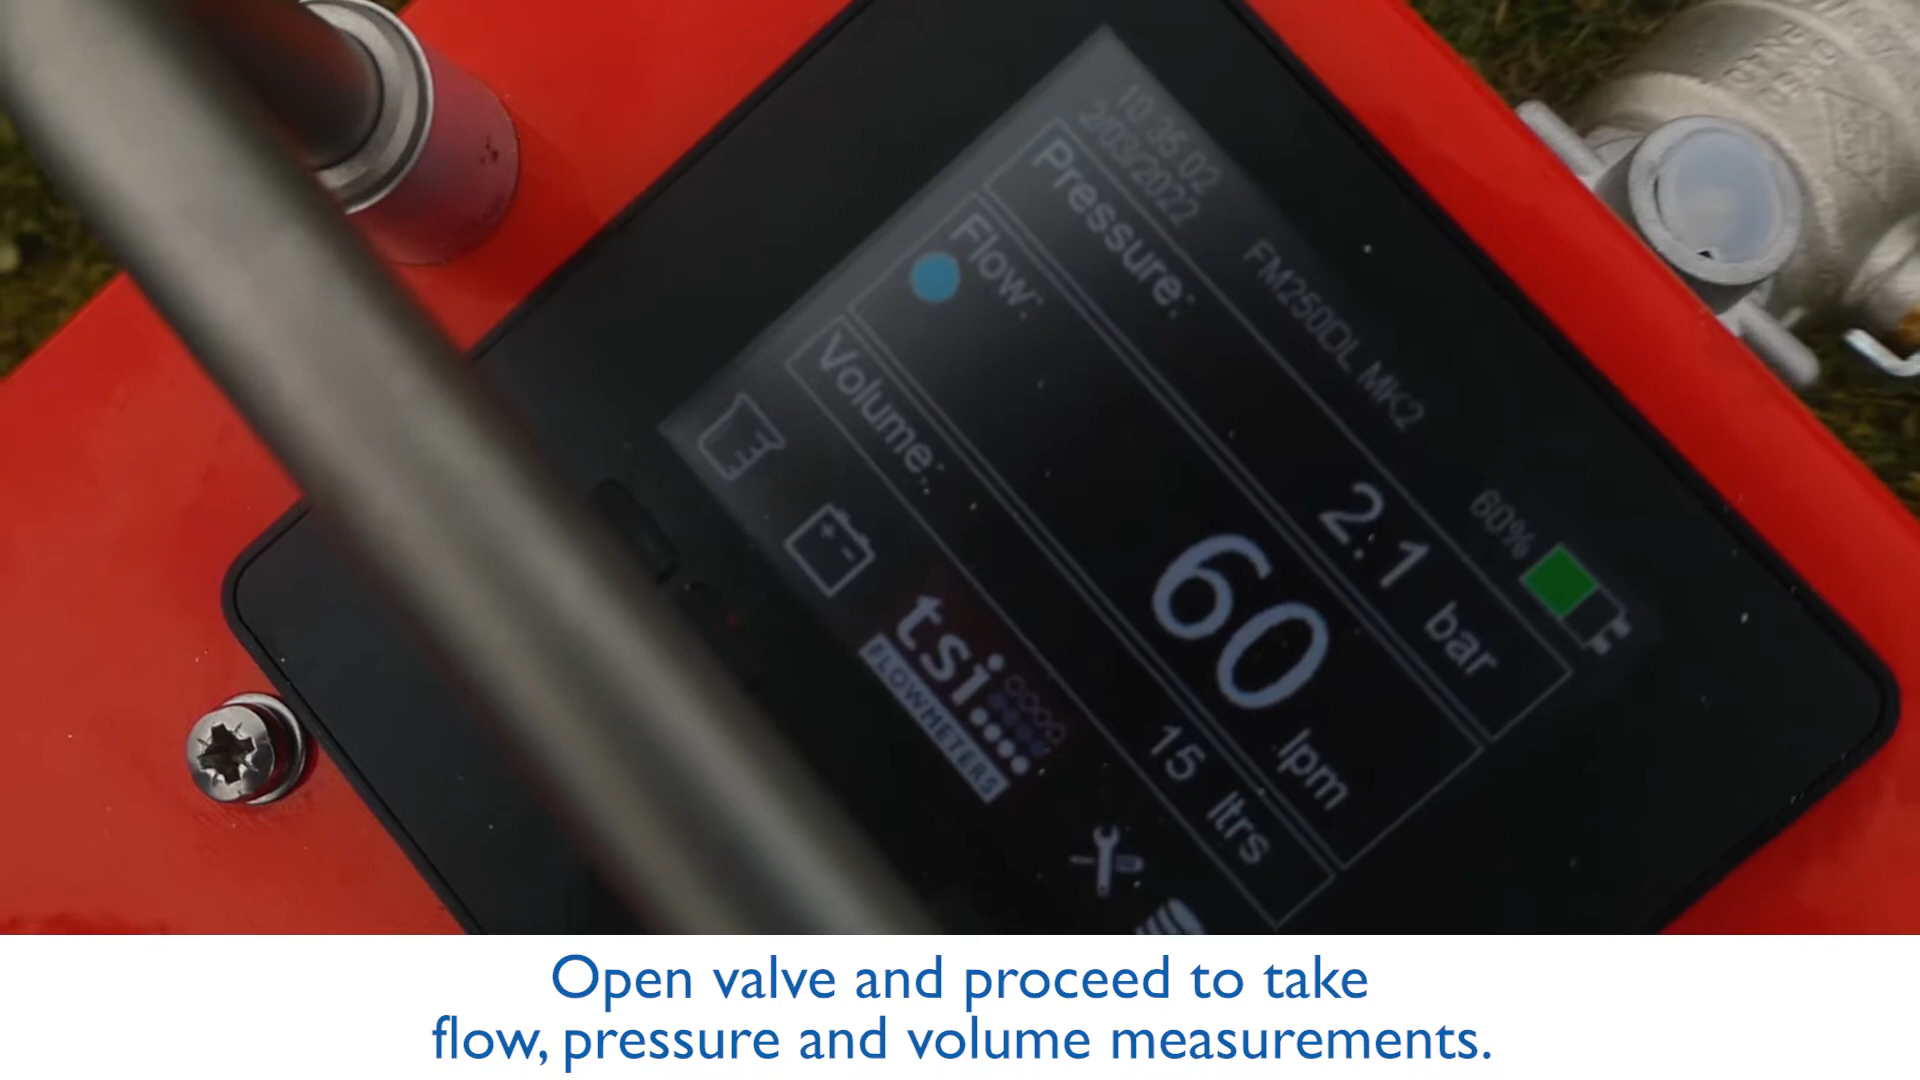 10:36:02
2/03/2022
FM250DL MK2
60%
Pressure:
2.1 bar
Flow:
60 lpm
Volume:
15 ltrs
tsi
FLOWMETERS
Open valve and proceed to take
flow, pressure and volume measurements.